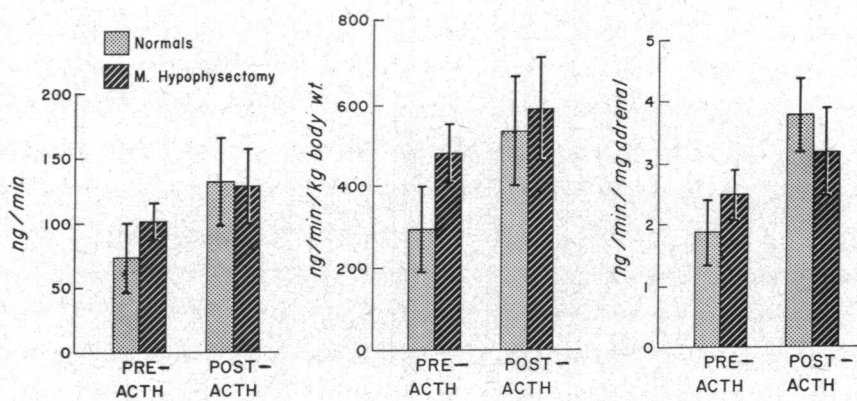 Normals
M. Hypophysectomy
ng/min
200
150
100
50
0
PRE-
ACTH
POST-
ACTH
ng/min/kg body wt.
800
600
400
200
0
PRE-
ACTH
POST-
ACTH
ng/min/mg adrenal
5
4
3
2
1
0
PRE-
ACTH
POST-
ACTH